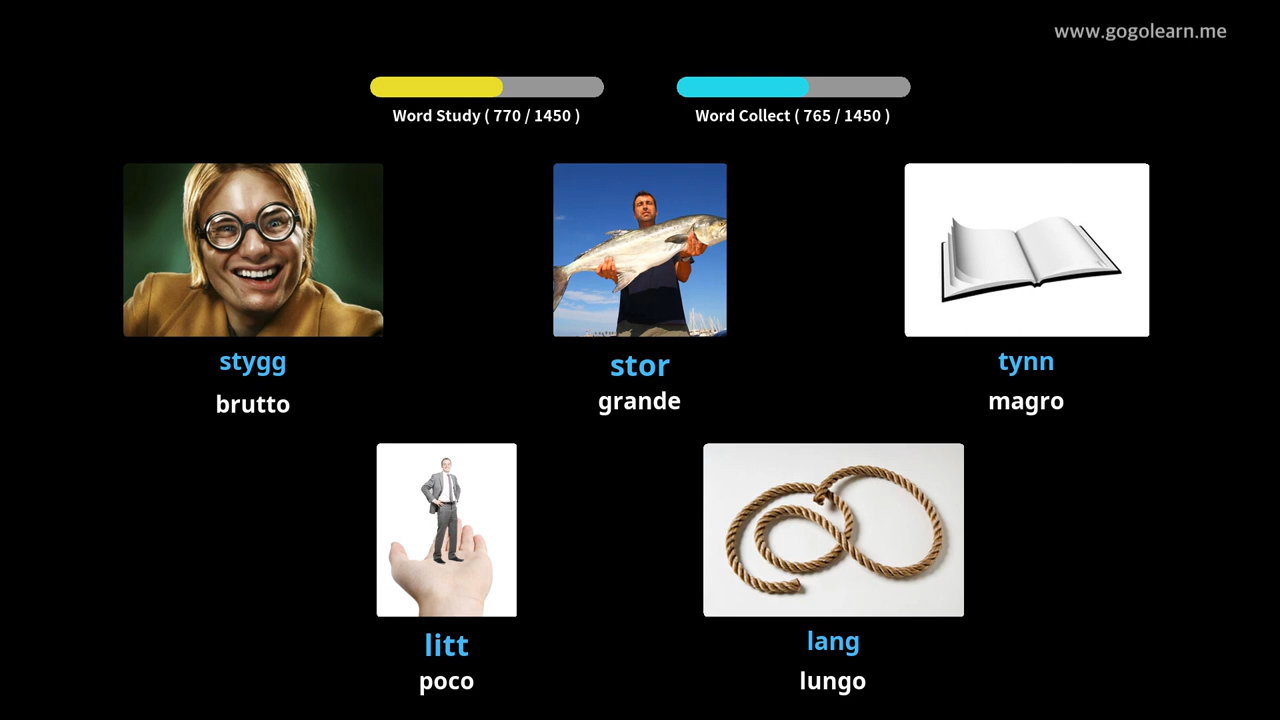 www.gogolearn.me
Word Study ( 770 / 1450 )
Word Collect ( 765 / 1450 )
stygg
brutto
stor
grande
tynn
magro
litt
poco
lang
lungo